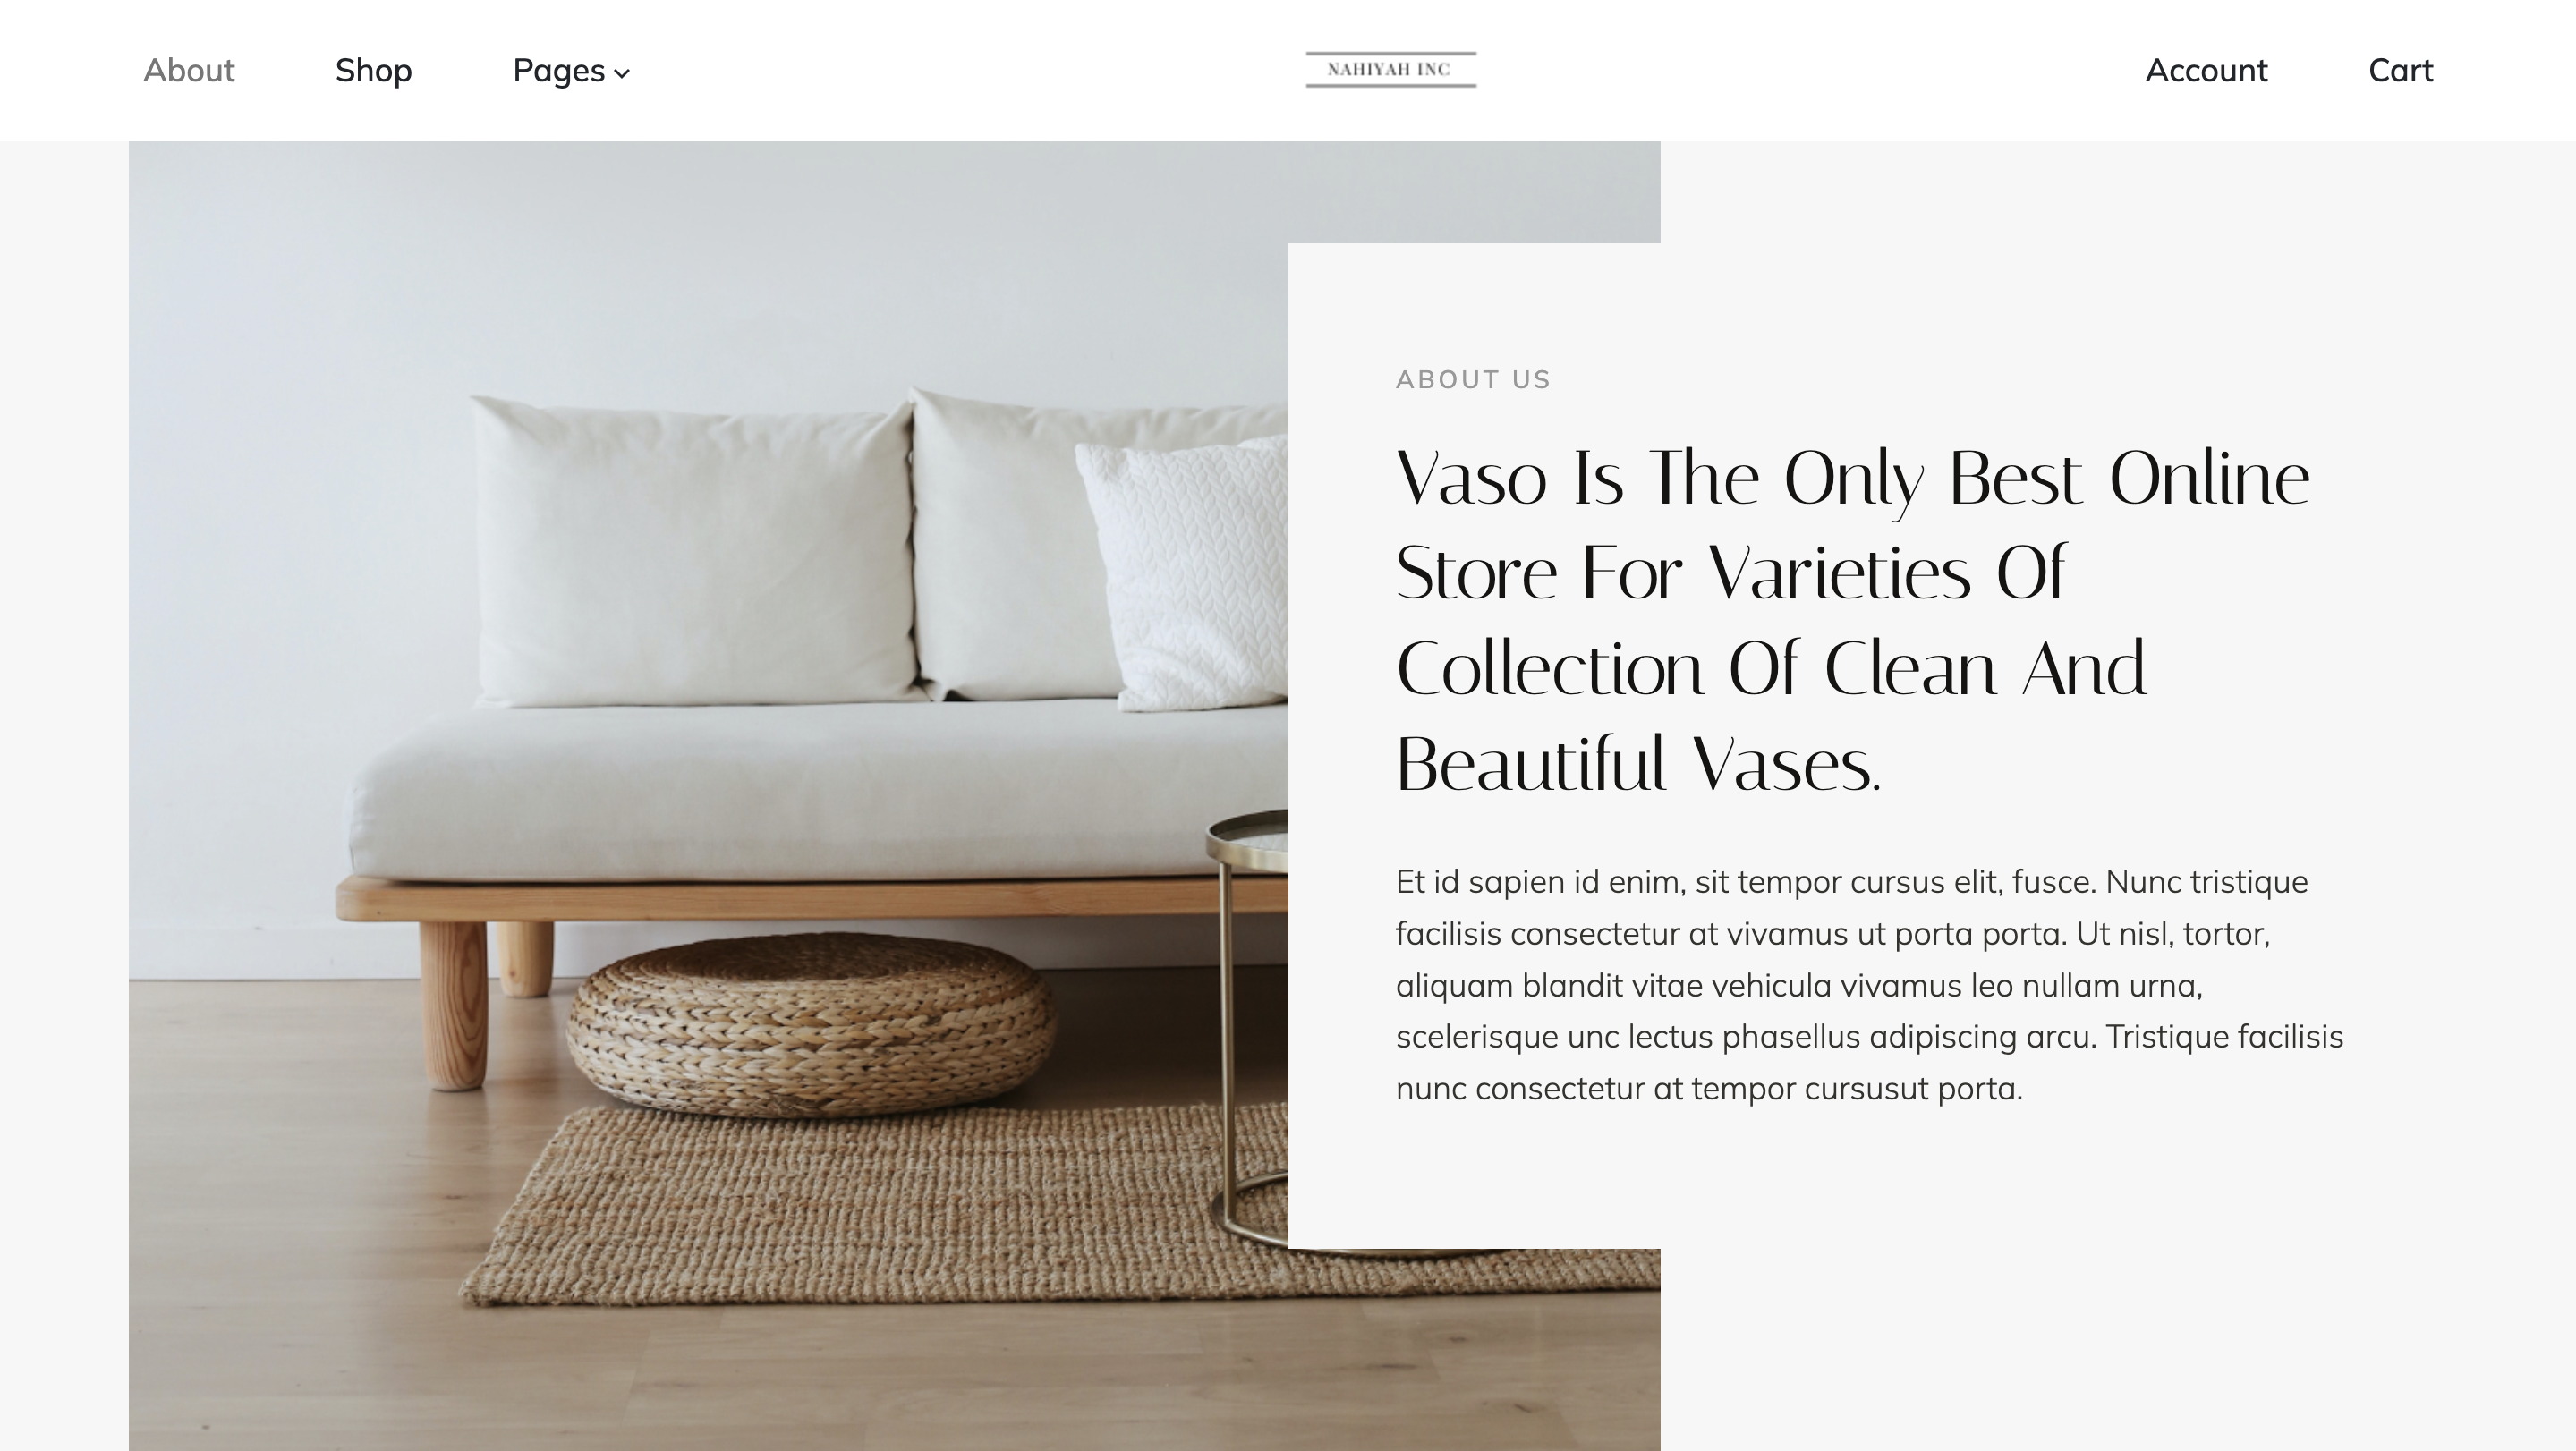 About
Shop
Pages
NAHIYAH INC
Account
Cart
ABOUT US
Vaso Is The Only Best Online
Store For Varieties Of
Collection Of Clean And
Beautiful Vases.
Et id sapien id enim, sit tempor cursus elit, fusce. Nunc tristique
facilisis consectetur at vivamus ut porta porta. Ut nisl, tortor,
aliquam blandit vitae vehicula vivamus leo nullam urna,
scelerisque unc lectus phasellus adipiscing arcu. Tristique facilisis
nunc consectetur at tempor cursusut porta.